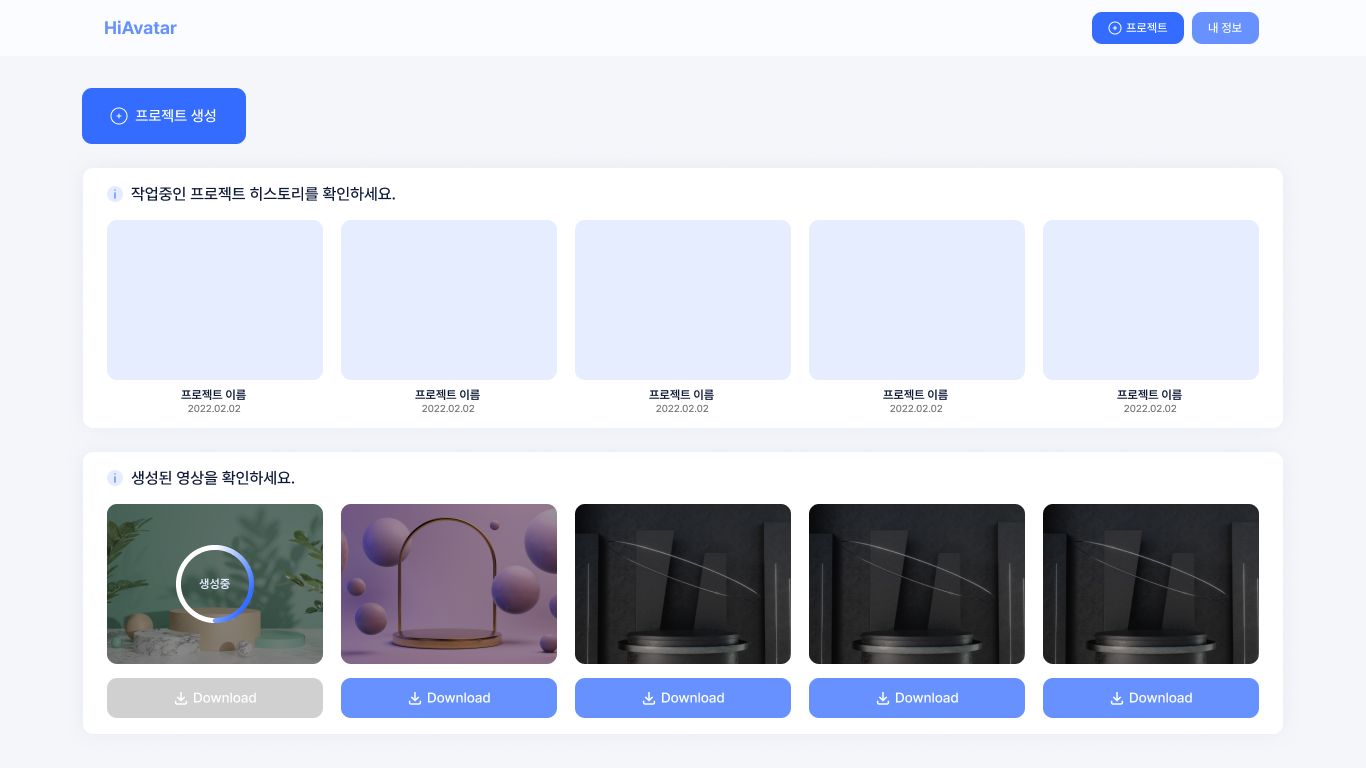 HiAvatar
프로젝트
내 정보
프로젝트 생성
작업중인 프로젝트 히스토리를 확인하세요.
프로젝트 이름
2022.02.02
프로젝트 이름
2022.02.02
프로젝트 이름
2022.02.02
프로젝트 이름
2022.02.02
프로젝트 이름
2022.02.02
생성된 영상을 확인하세요.
생성중
Download
Download
Download
Download
Download